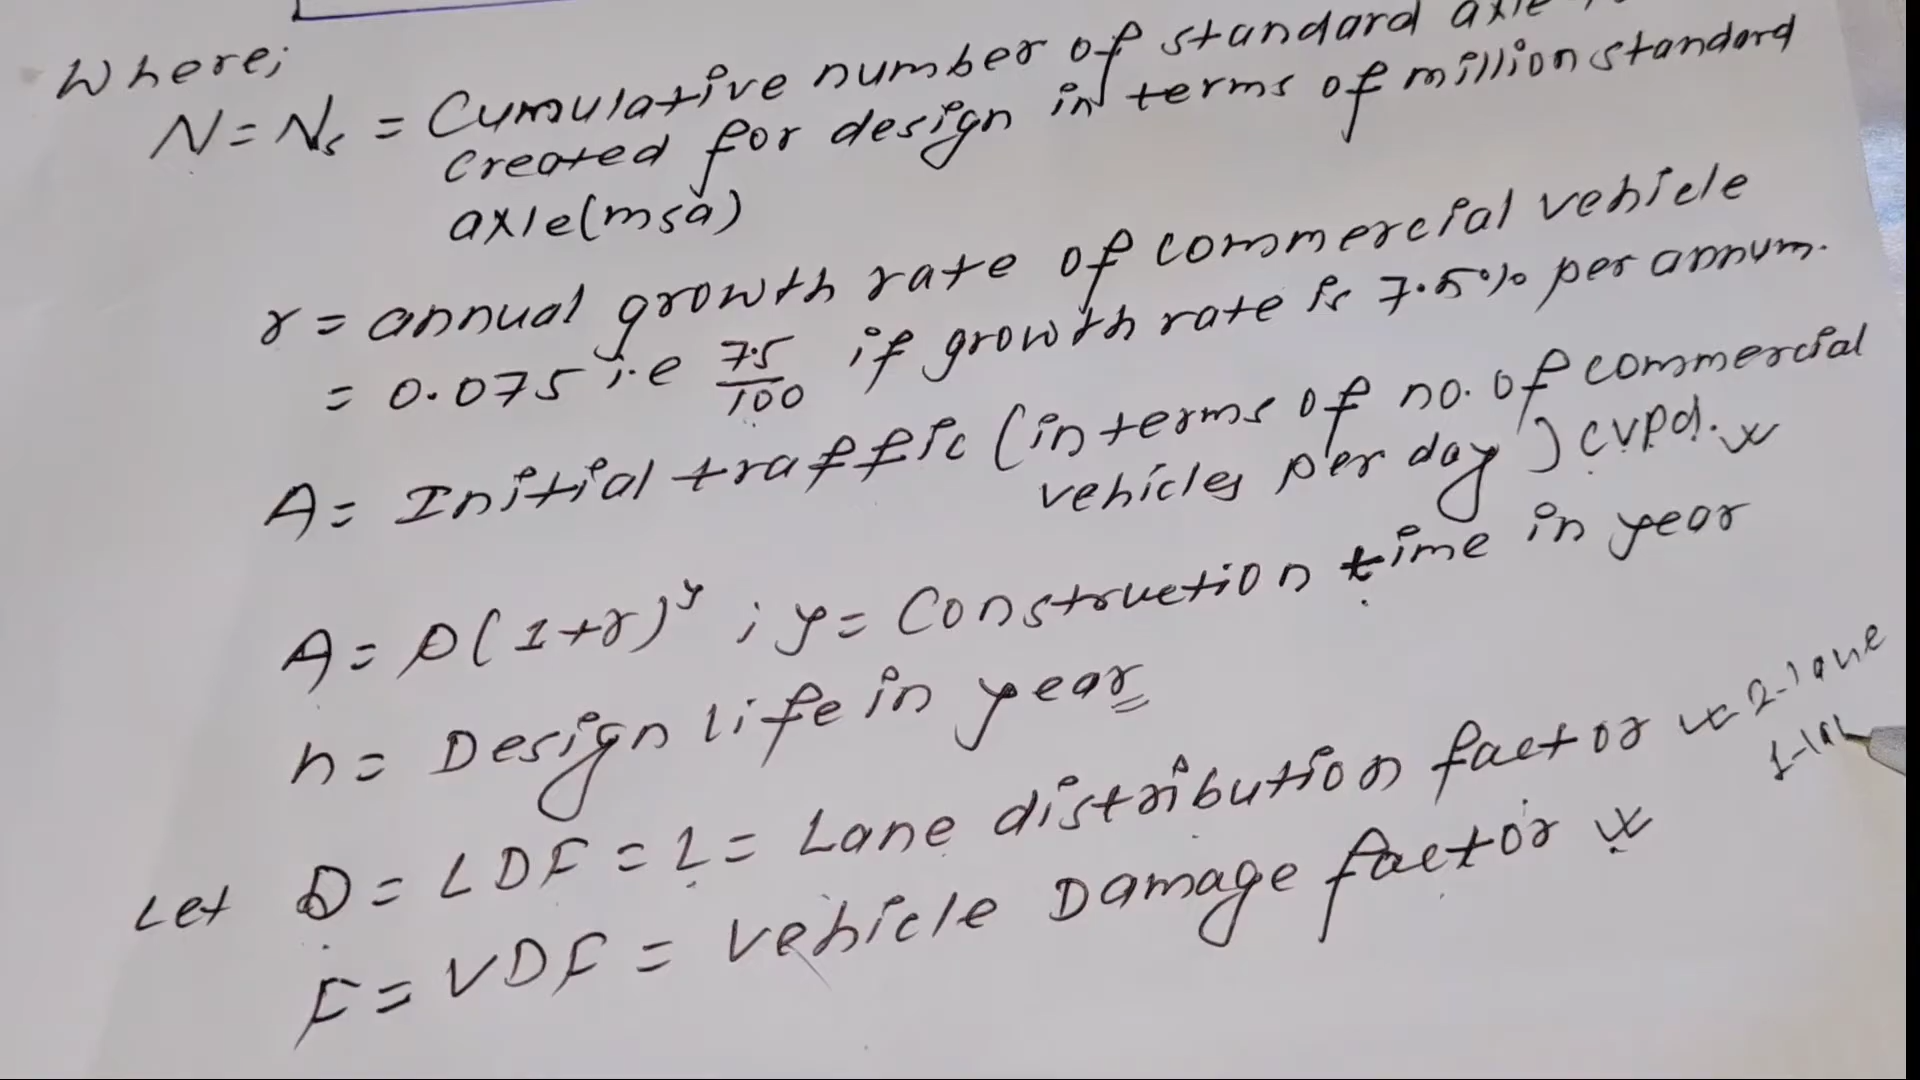 Where;
N = Ns = Cumulative number of standard axle
created for design in terms of million standard
axle(msa)
r = annual growth rate of commercial vehicle
= 0.075 i.e 7.5/100 if growth rate is 7.5% per annum.
A = Initial traffic (in terms of no. of commercial
vehicles per day) CVPD.
A = P(1+r)^y ; y = Construction time in year
n = Design life in year
Let D = LDF = L = Lane distribution factor 2-lane
F = VDF = Vehicle Damage factor